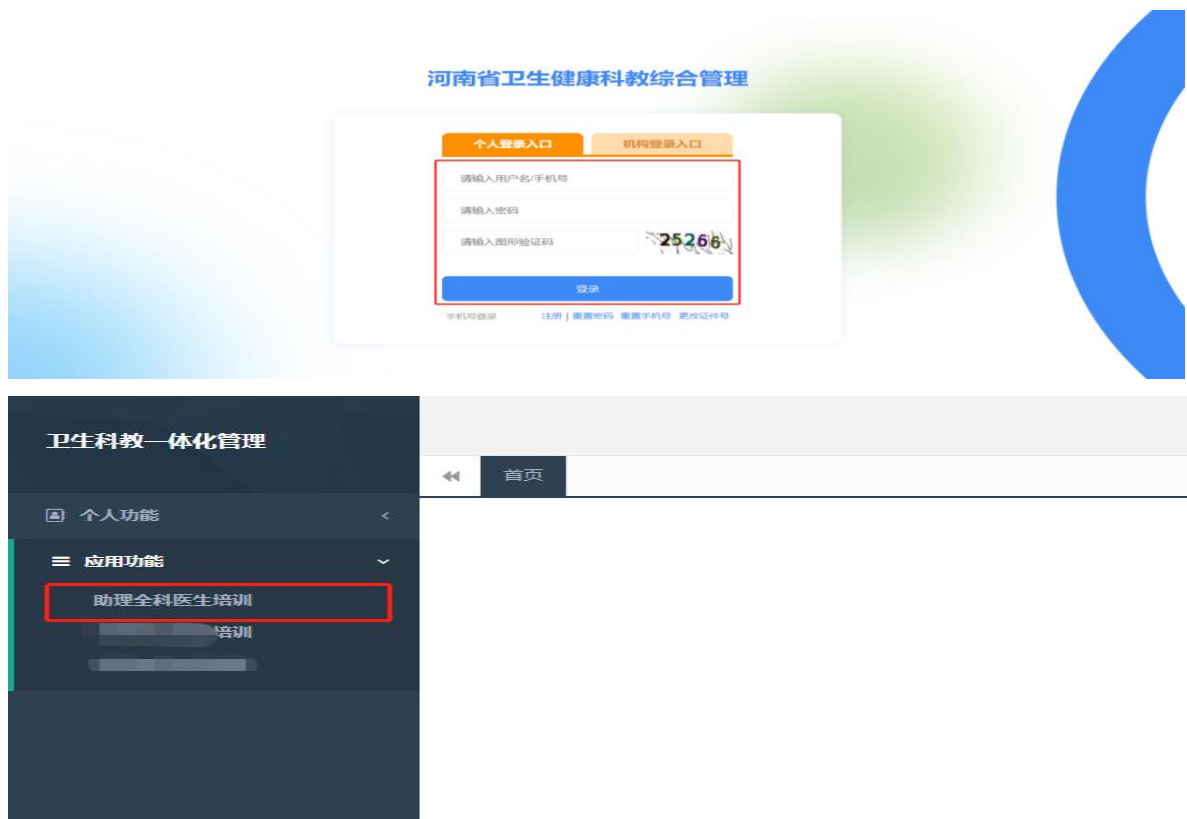 河南省卫生健康科教综合管理
个人登录入口 机构登录入口
请输入用户名/手机号
请输入密码
请输入图形验证码 25266
登录
手机号登录 注册 | 重置密码 重置手机号 更改证件号
卫生科教一体化管理
首页
个人功能
应用功能
助理全科医生培训
培训